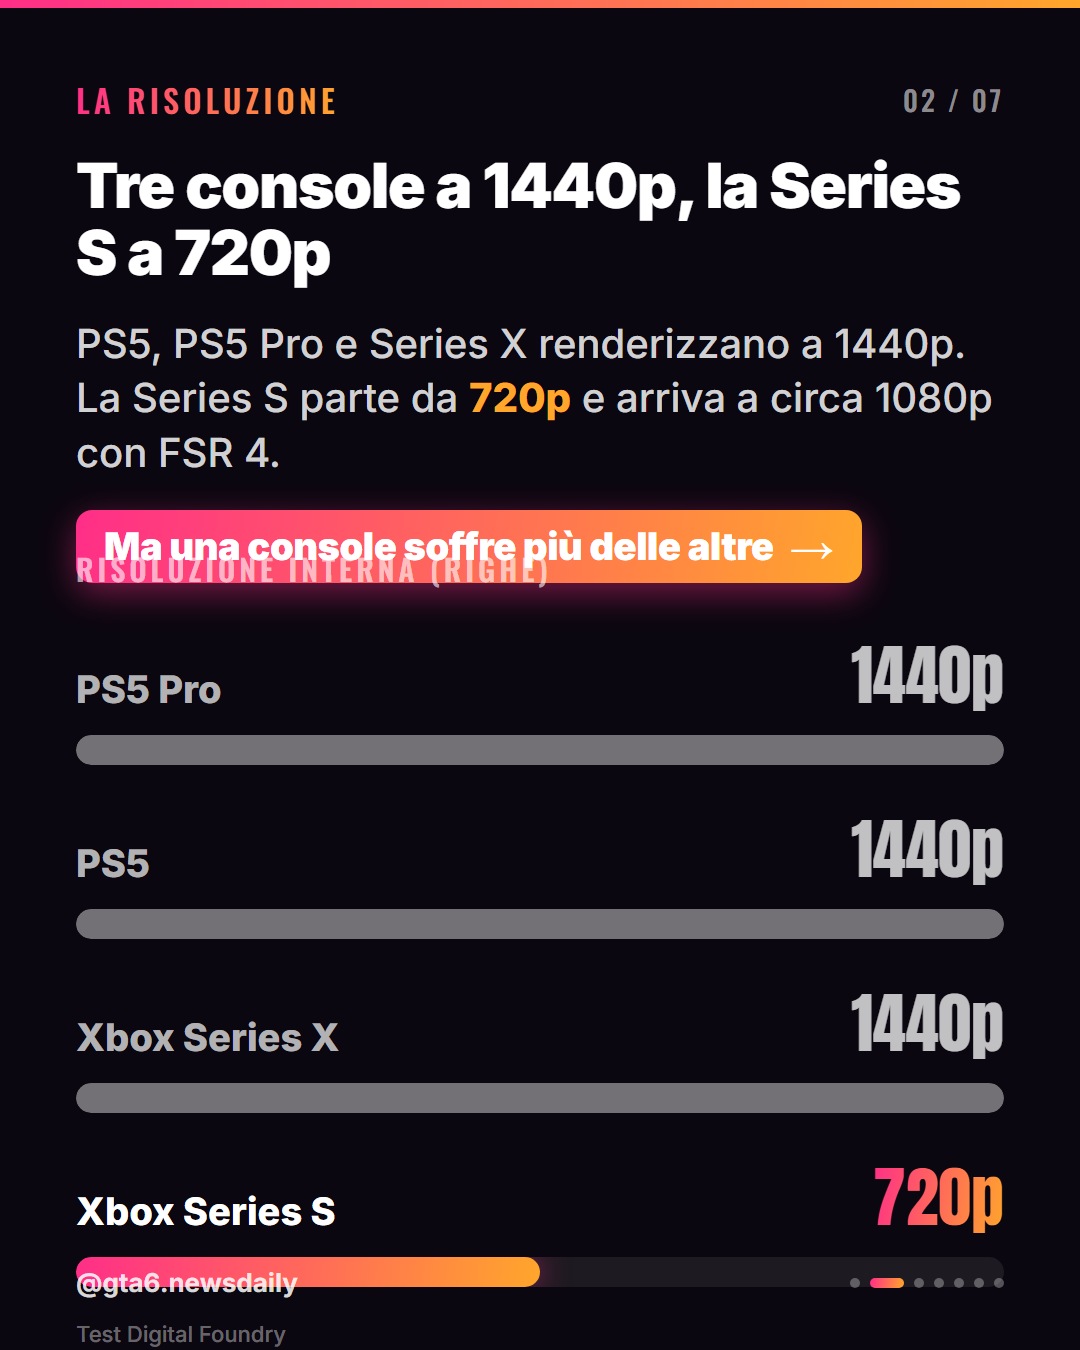 LA RISOLUZIONE
02 / 07
Tre console a 1440p, la Series
S a 720p
PS5, PS5 Pro e Series X renderizzano a 1440p.
La Series S parte da 720p e arriva a circa 1080p
con FSR 4.
Ma una console soffre più delle altre →
RISOLUZIONE INTERNA (RIGHE)
PS5 Pro
1440p
PS5
1440p
Xbox Series X
1440p
Xbox Series S
720p
@gta6.newsdaily
Test Digital Foundry